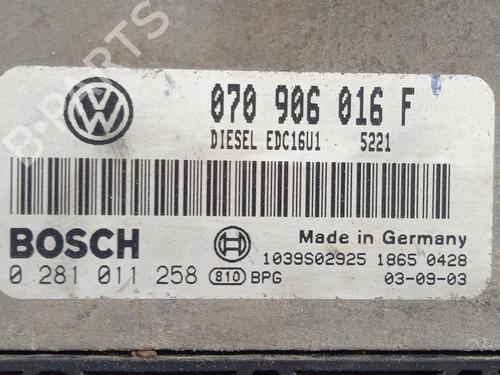 B-PARTS
070 906 016 F
DIESEL EDC16U1 5221
BOSCH
Made in Germany
1039S02925 1865 0428
0 281 011 258 810 BPG 03-09-03